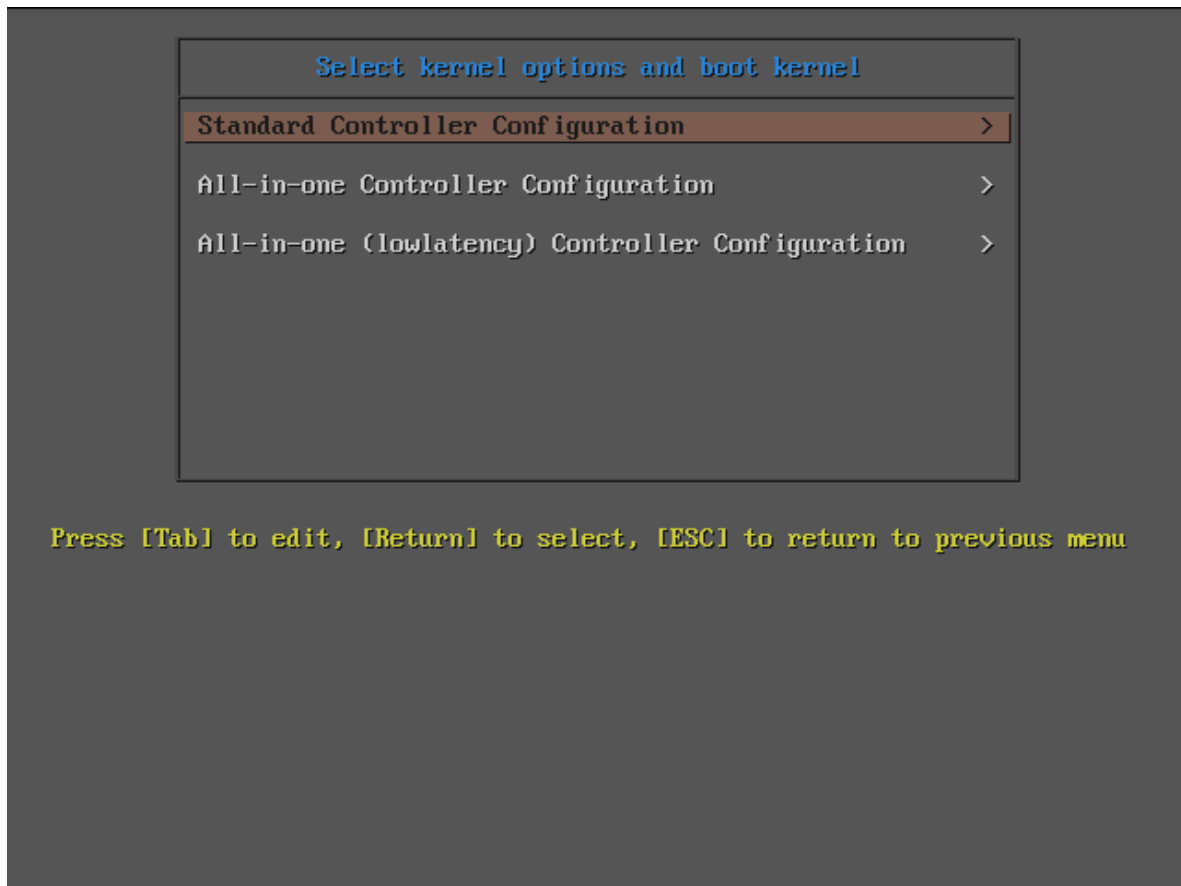 Select kernel options and boot kernel
Standard Controller Configuration >
All-in-one Controller Configuration >
All-in-one (lowlatency) Controller Configuration >
Press [Tab] to edit, [Return] to select, [ESC] to return to previous menu